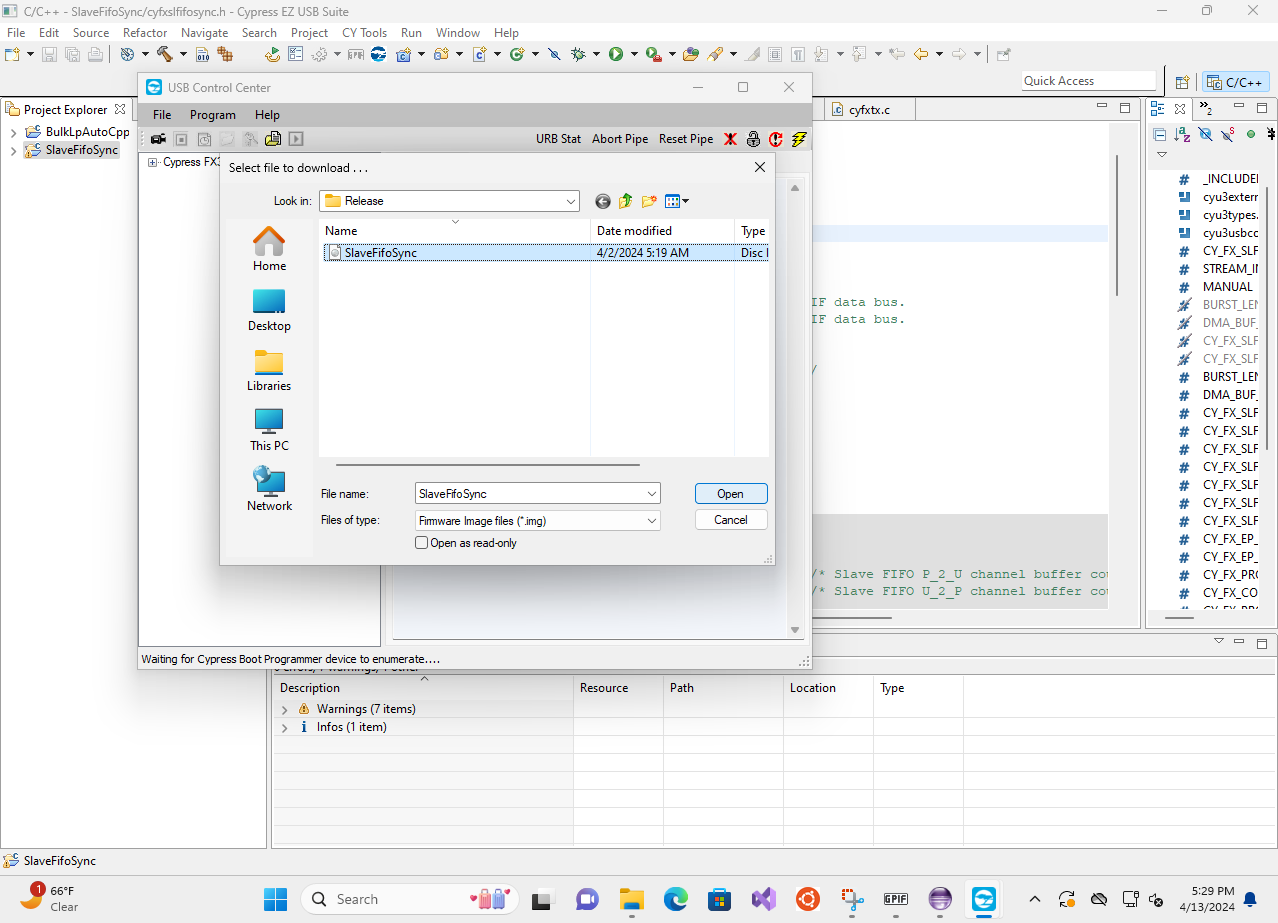 C/C++ - SlaveFifoSync/cyfxslfifosync.h - Cypress EZ USB Suite
File Edit Source Refactor Navigate Search Project CY Tools Run Window Help
Quick Access
C/C++
Project Explorer
BulkLpAutoCpp
SlaveFifoSync
USB Control Center
File Program Help
URB Stat Abort Pipe Reset Pipe
Cypress FX3
Select file to download . . .
Look in: Release
Name Date modified Type
SlaveFifoSync 4/2/2024 5:19 AM Disc I
Home
Desktop
Libraries
This PC
Network
File name: SlaveFifoSync Open
Files of type: Firmware Image files (*.img) Cancel
Open as read-only
Waiting for Cypress Boot Programmer device to enumerate....
cyfxtx.c
IF data bus.
IF data bus.
/
/* Slave FIFO P_2_U channel buffer cou
/* Slave FIFO U_2_P channel buffer cou
2
_INCLUDE
cyu3extern
cyu3types.
cyu3usbco
CY_FX_SLF
STREAM_IN
MANUAL
BURST_LEN
DMA_BUF_
CY_FX_SLF
CY_FX_SLF
BURST_LEN
DMA_BUF_
CY_FX_SLF
CY_FX_SLF
CY_FX_SLF
CY_FX_SLF
CY_FX_SLF
CY_FX_SLF
CY_FX_SLF
CY_FX_EP_
CY_FX_EP_
CY_FX_PRO
CY_FX_CO
Description Resource Path Location Type
Warnings (7 items)
Infos (1 item)
SlaveFifoSync
1
66°F
Clear
Search
GPIF
5:29 PM
4/13/2024